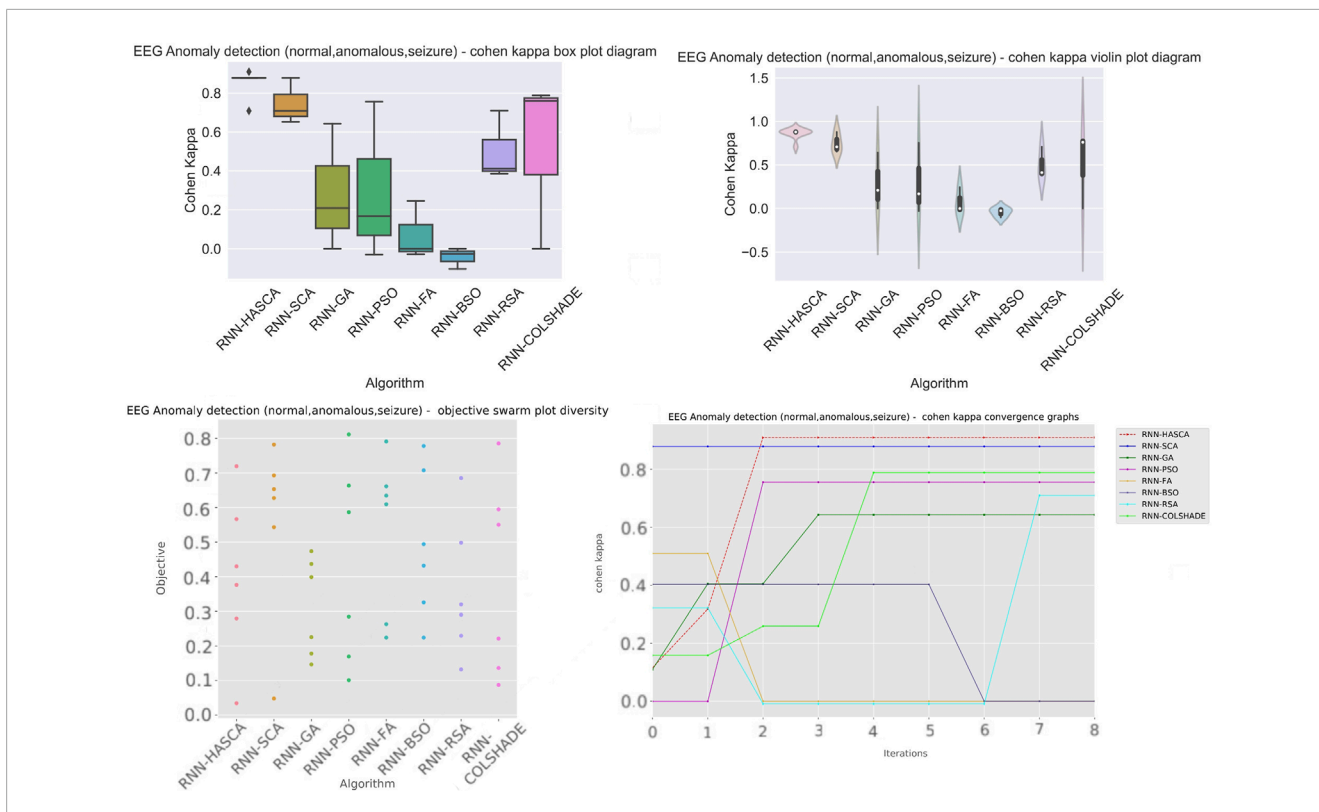 EEG Anomaly detection (normal,anomalous,seizure) - cohen kappa box plot diagram
0.8
0.6
0.4
0.2
0.0
Cohen Kappa
RNN-HASCA
RNN-SCA
RNN-GA
RNN-PSO
RNN-FA
RNN-BSO
RNN-RSA
RNN-COLSHADE
Algorithm
EEG Anomaly detection (normal,anomalous,seizure) - cohen kappa violin plot diagram
1.5
1.0
0.5
0.0
−0.5
Cohen Kappa
RNN-HASCA
RNN-SCA
RNN-GA
RNN-PSO
RNN-FA
RNN-BSO
RNN-RSA
RNN-COLSHADE
Algorithm
EEG Anomaly detection (normal,anomalous,seizure) - objective swarm plot diversity
0.8
0.7
0.6
0.5
0.4
0.3
0.2
0.1
0.0
Objective
RNN-HASCA
RNN-SCA
RNN-GA
RNN-PSO
RNN-FA
RNN-BSO
RNN-RSA
RNN-
COLSHADE
Algorithm
EEG Anomaly detection (normal,anomalous,seizure) - cohen kappa convergence graphs
0.8
0.6
0.4
0.2
0.0
cohen kappa
0 1 2 3 4 5 6 7 8
Iterations
RNN-HASCA
RNN-SCA
RNN-GA
RNN-PSO
RNN-FA
RNN-BSO
RNN-RSA
RNN-COLSHADE